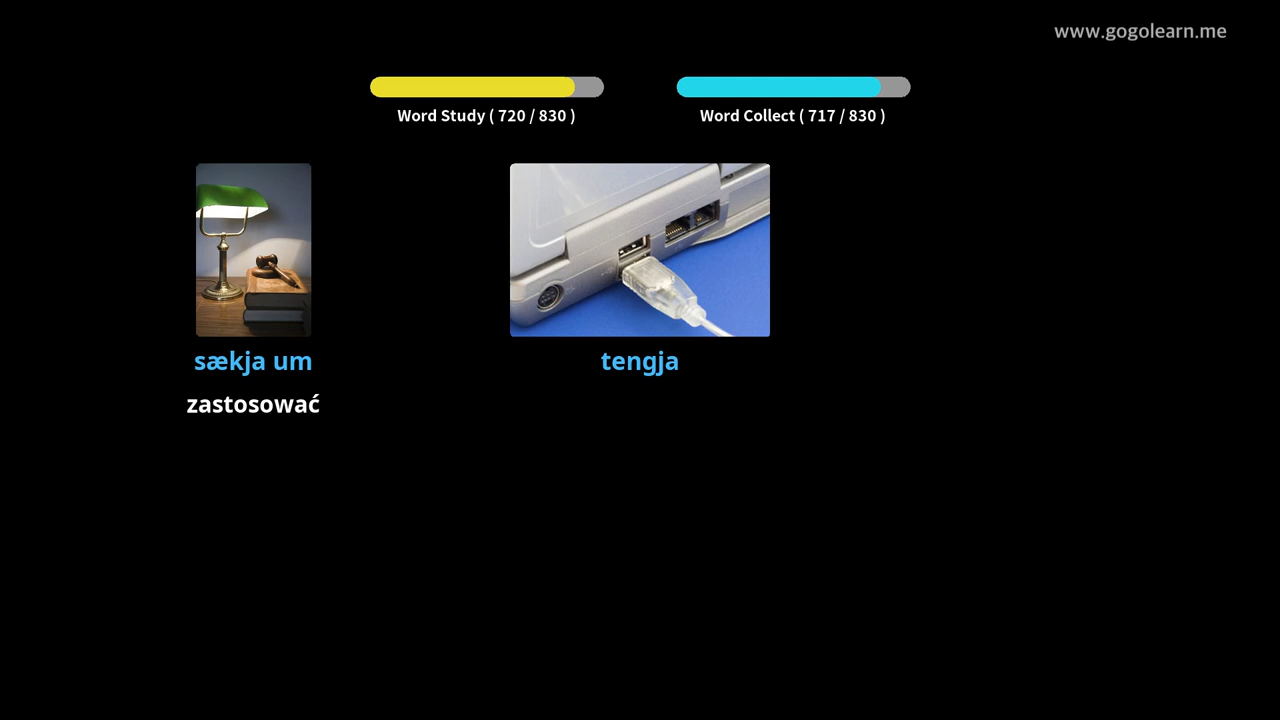 www.gogolearn.me
Word Study ( 720 / 830 )
Word Collect ( 717 / 830 )
sækja um
tengja
zastosować